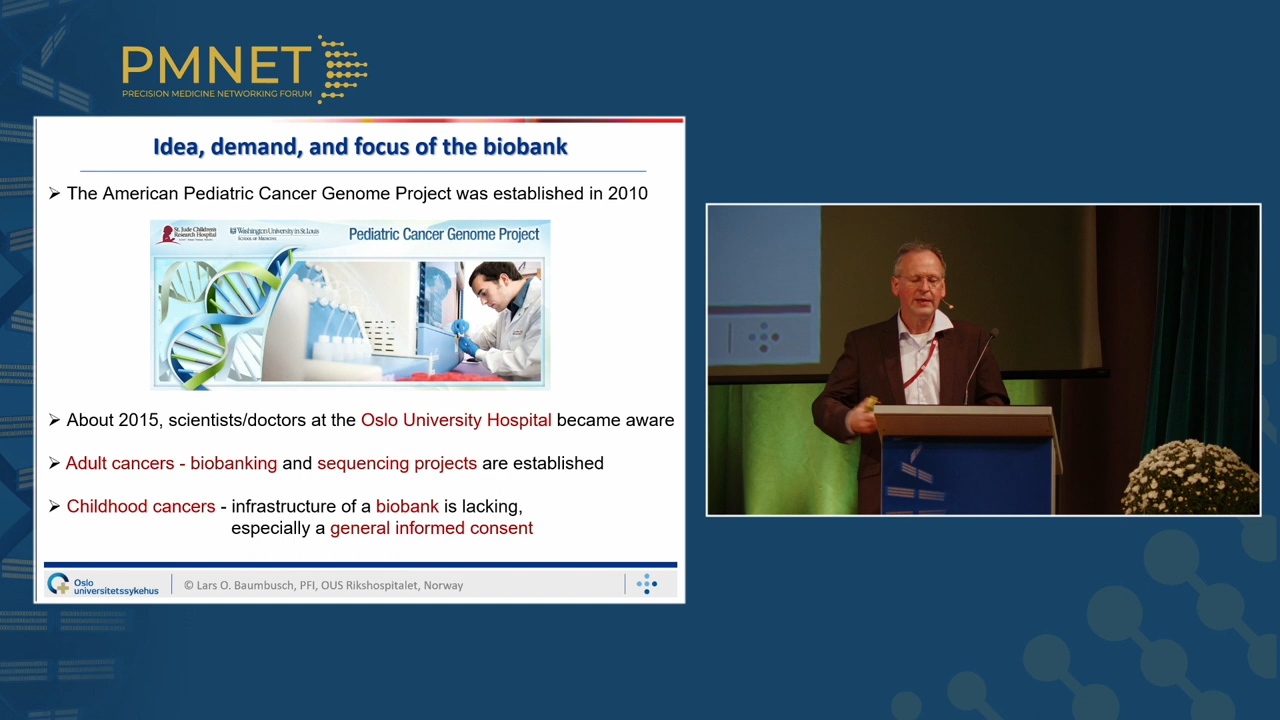 PMNET
PRECISION MEDICINE NETWORKING FORUM
Idea, demand, and focus of the biobank
➢ The American Pediatric Cancer Genome Project was established in 2010
St. Jude Children's
Research Hospital
Washington University in St. Louis
SCHOOL OF MEDICINE
Pediatric Cancer Genome Project
➢ About 2015, scientists/doctors at the Oslo University Hospital became aware
➢ Adult cancers - biobanking and sequencing projects are established
➢ Childhood cancers - infrastructure of a biobank is lacking,
especially a general informed consent
Oslo
universitetssykehus
© Lars O. Baumbusch, PFI, OUS Rikshospitalet, Norway